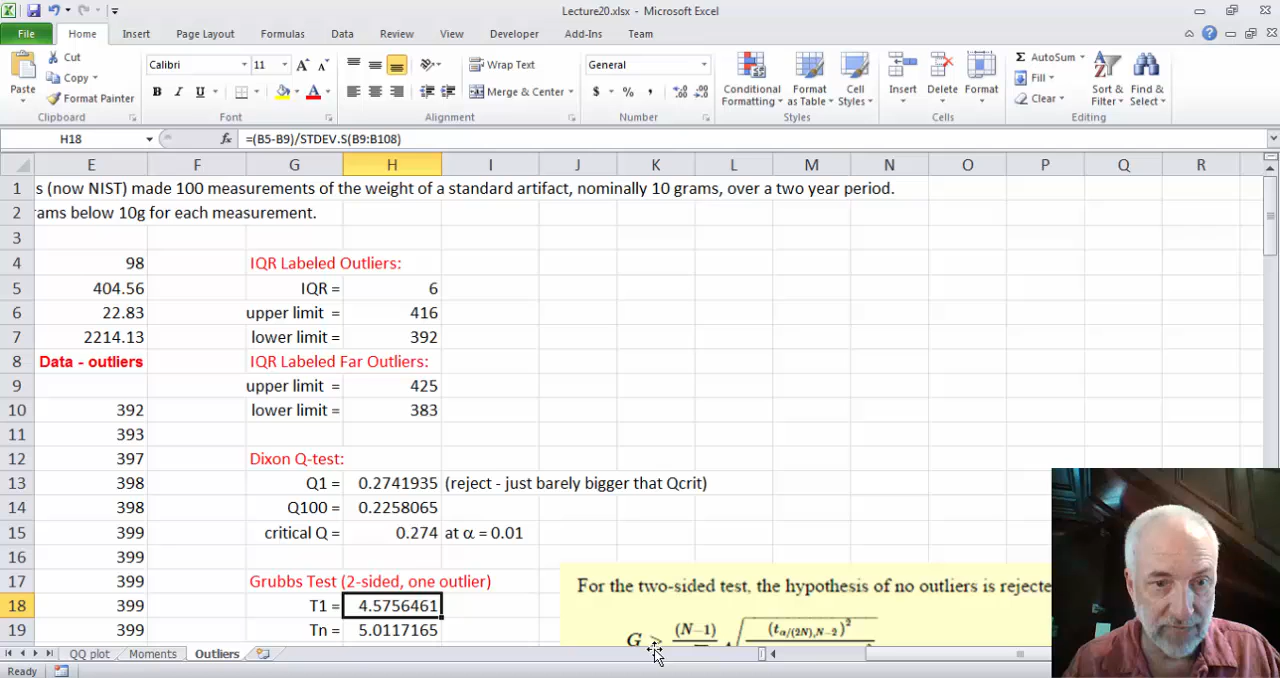 Lecture20.xlsx - Microsoft Excel
File Home Insert Page Layout Formulas Data Review View Developer Add-Ins Team
Paste Cut Copy Format Painter Clipboard
Calibri 11 A A B I U A Font
Wrap Text Merge & Center Alignment
General $ % , .0 .00 .00 .0 Number
Conditional Formatting Format as Table Cell Styles Styles
Insert Delete Format Cells
Σ AutoSum Fill Clear Sort & Filter Find & Select Editing
H18 fx =(B5-B9)/STDEV.S(B9:B108)
E F G H I J K L M N O P Q R
1 s (now NIST) made 100 measurements of the weight of a standard artifact, nominally 10 grams, over a two year period.
2 rams below 10g for each measurement.
3
4 98 IQR Labeled Outliers:
5 404.56 IQR = 6
6 22.83 upper limit = 416
7 2214.13 lower limit = 392
8 Data - outliers IQR Labeled Far Outliers:
9 upper limit = 425
10 392 lower limit = 383
11 393
12 397 Dixon Q-test:
13 398 Q1 = 0.2741935 (reject - just barely bigger that Qcrit)
14 398 Q100 = 0.2258065
15 399 critical Q = 0.274 at α = 0.01
16 399
17 399 Grubbs Test (2-sided, one outlier) For the two-sided test, the hypothesis of no outliers is rejecte
18 399 T1 = 4.5756461
19 399 Tn = 5.0117165 G > (N−1) √ (tα/(2N),N−2)²
QQ plot Moments Outliers
Ready